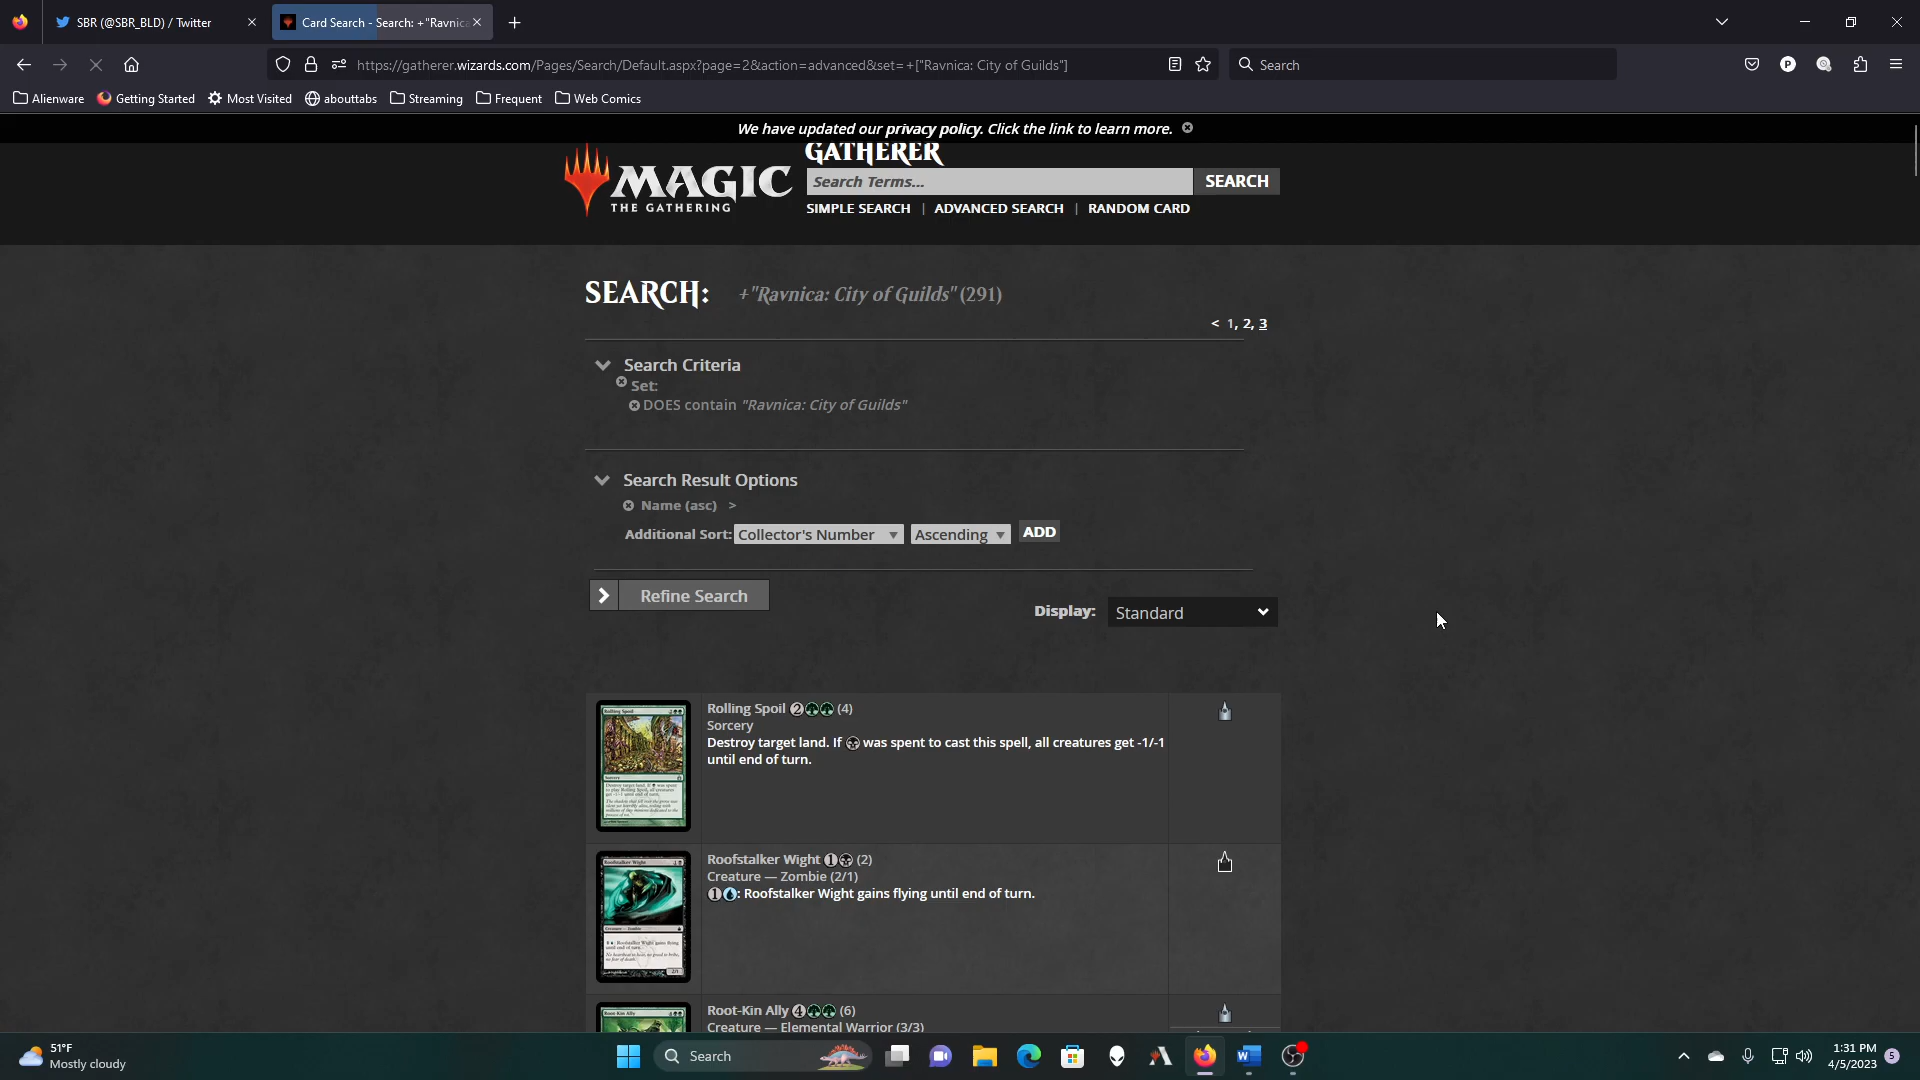 SBR (@SBR_BLD) / Twitter
Card Search - Search: +"Ravnica
https://gatherer.wizards.com/Pages/Search/Default.aspx?page=2&action=advanced&set=+["Ravnica: City of Guilds"]
Search
Alienware Getting Started Most Visited abouttabs Streaming Frequent Web Comics
We have updated our privacy policy. Click the link to learn more.
GATHERER
MAGIC
THE GATHERING
Search Terms...
SEARCH
SIMPLE SEARCH | ADVANCED SEARCH | RANDOM CARD
SEARCH: +"Ravnica: City of Guilds" (291)
< 1, 2, 3
Search Criteria
Set:
DOES contain "Ravnica: City of Guilds"
Search Result Options
Name (asc) >
Additional Sort: Collector's Number Ascending ADD
Refine Search
Display: Standard
Rolling Spoil 2 (4)
Sorcery
Destroy target land. If was spent to cast this spell, all creatures get -1/-1
until end of turn.
Roofstalker Wight 1 (2)
Creature — Zombie (2/1)
1 : Roofstalker Wight gains flying until end of turn.
Root-Kin Ally 4 (6)
Creature — Elemental Warrior (3/3)
51°F
Mostly cloudy
Search
1:31 PM
4/5/2023
5